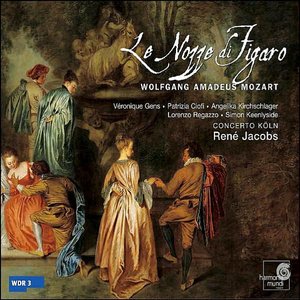 Le Nozze di Figaro
WOLFGANG AMADEUS MOZART
Véronique Gens • Patrizia Ciofi • Angelika Kirchschlager
Lorenzo Regazzo • Simon Keenlyside
CONCERTO KÖLN
René Jacobs
WDR 3
harmonia
mundi